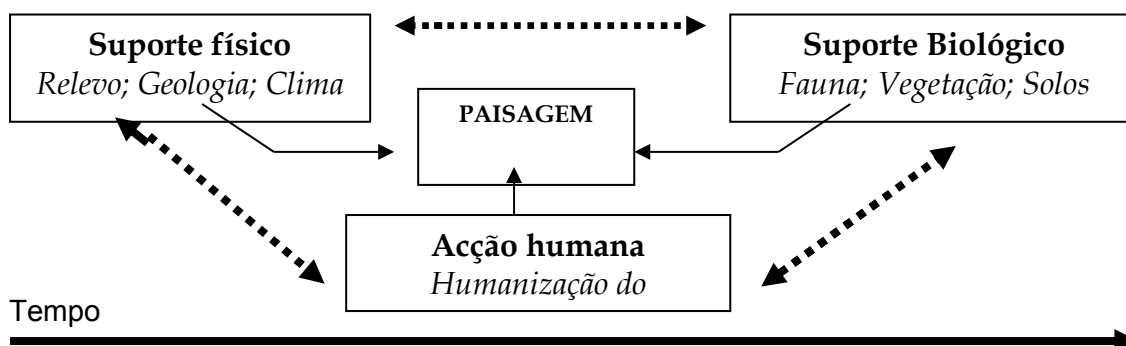 Suporte físico
Relevo; Geologia; Clima
Suporte Biológico
Fauna; Vegetação; Solos
PAISAGEM
Acção humana
Humanização do
Tempo